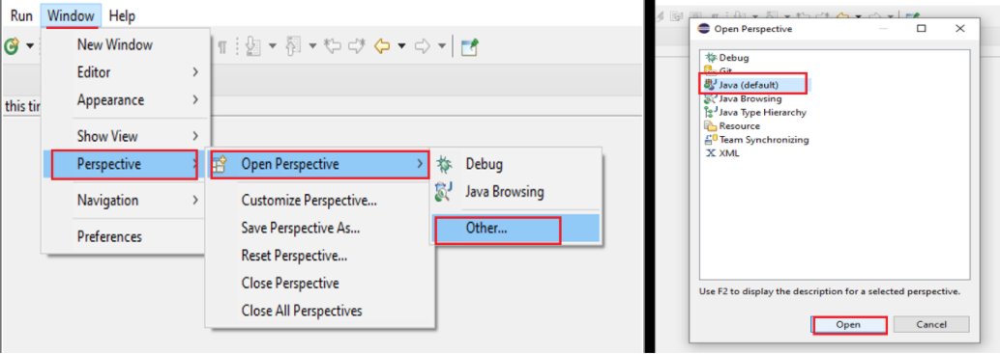 Run Window Help
New Window
Editor
this tir
Appearance
Show View
Perspective
Open Perspective
Debug
Java Browsing
Navigation
Customize Perspective...
Save Perspective As...
Other...
Preferences
Reset Perspective...
Close Perspective
Close All Perspectives
Open Perspective
Debug
Git
Java (default)
Java Browsing
Java Type Hierarchy
Resource
Team Synchronizing
XML
Use F2 to display the description for a selected perspective.
Open Cancel